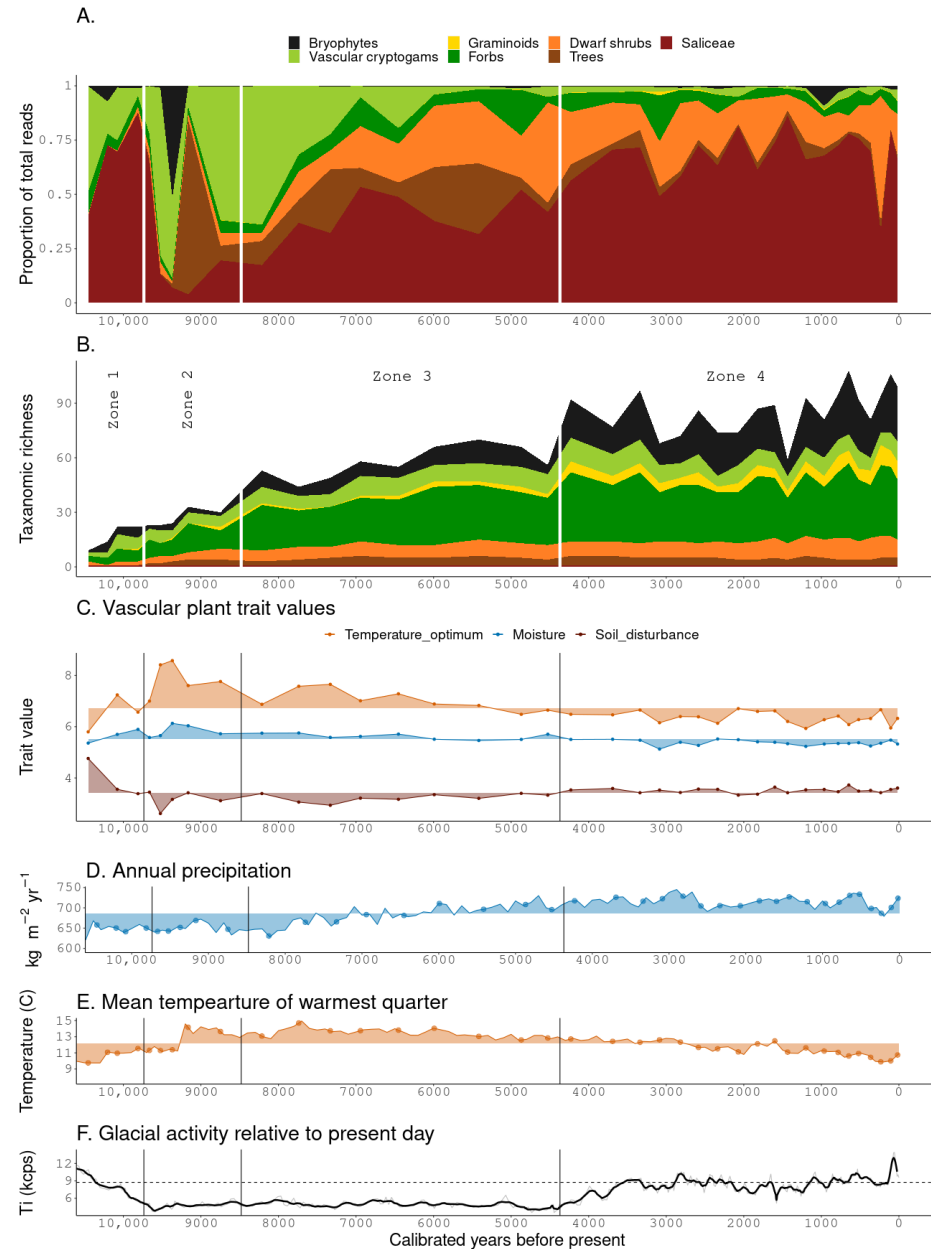 A.
Bryophytes Graminoids Dwarf shrubs Saliceae
Vascular cryptogams Forbs Trees
Proportion of total reads
1
0.75
0.5
0.25
0
10,000 9000 8000 7000 6000 5000 4000 3000 2000 1000 0
B.
Taxanomic richness
Zone 1
Zone 2
Zone 3
Zone 4
90
60
30
0
10,000 9000 8000 7000 6000 5000 4000 3000 2000 1000 0
C. Vascular plant trait values
Temperature_optimum Moisture Soil_disturbance
Trait value
8
6
4
10,000 9000 8000 7000 6000 5000 4000 3000 2000 1000 0
D. Annual precipitation
kg m−2 yr−1
750
700
650
600
10,000 9000 8000 7000 6000 5000 4000 3000 2000 1000 0
E. Mean tempearture of warmest quarter
Temperature (C)
15
13
11
9
10,000 9000 8000 7000 6000 5000 4000 3000 2000 1000 0
F. Glacial activity relative to present day
Ti (kcps)
12
9
6
10,000 9000 8000 7000 6000 5000 4000 3000 2000 1000 0
Calibrated years before present